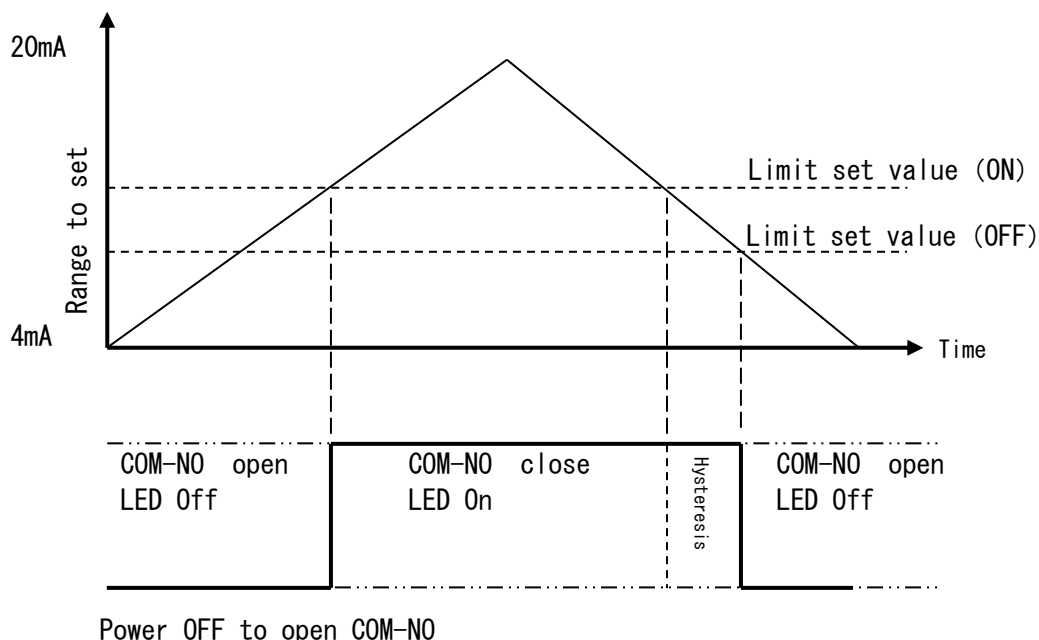 20mA
Range to set
Limit set value (ON)
Limit set value (OFF)
4mA
Time
COM-NO open
LED Off
COM-NO close
LED On
Hysteresis
COM-NO open
LED Off
Power OFF to open COM-NO